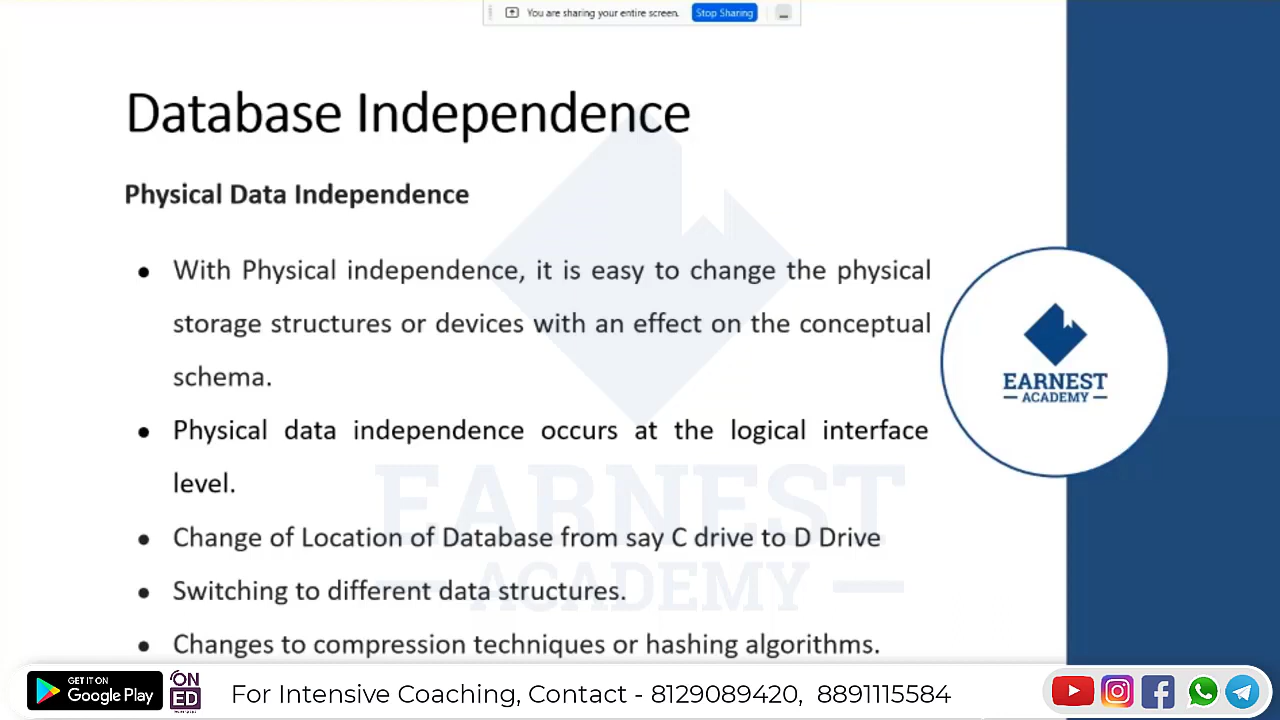 You are sharing your entire screen. Stop Sharing
Database Independence
Physical Data Independence
● With Physical independence, it is easy to change the physical
storage structures or devices with an effect on the conceptual
schema.
● Physical data independence occurs at the logical interface
level.
● Change of Location of Database from say C drive to D Drive
● Switching to different data structures.
● Changes to compression techniques or hashing algorithms.
EARNEST
ACADEMY
EARNEST
ACADEMY
GET IT ON
Google Play
ON
ED
For Intensive Coaching, Contact - 8129089420, 8891115584